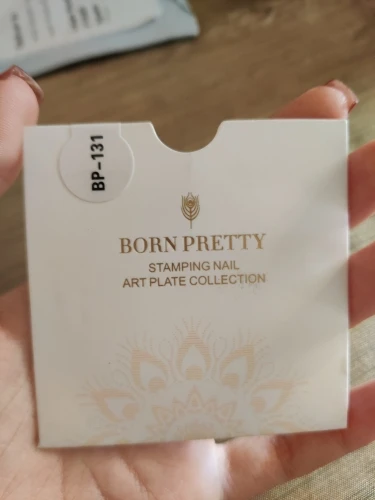 BP-131
BORN PRETTY
STAMPING NAIL
ART PLATE COLLECTION